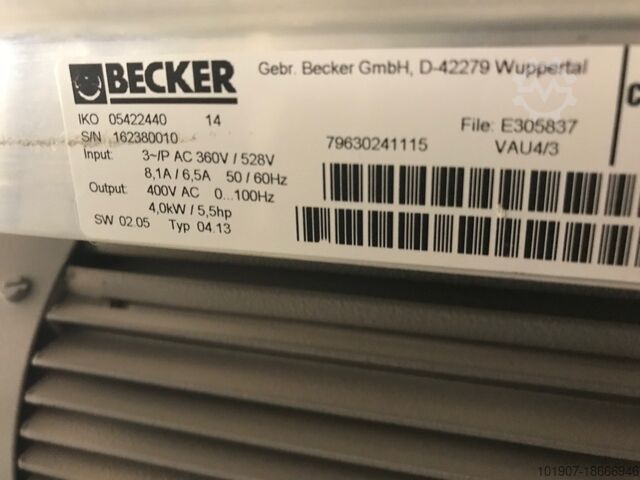 BECKER
Gebr. Becker GmbH, D-42279 Wuppertal
IKO 05422440 14
S/N 162380010
Input: 3~/P AC 360V / 528V
8,1A / 6,5A 50 / 60Hz
Output: 400V AC 0...100Hz
4,0kW / 5,5hp
SW 02.05 Typ 04.13
File: E305837
79630241115 VAU4/3
101907-18666946